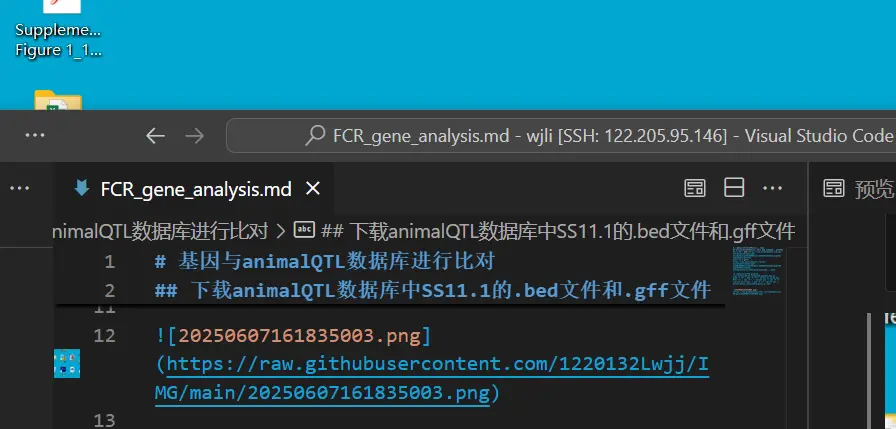 Suppleme...
Figure 1_1...
FCR_gene_analysis.md - wjli [SSH: 122.205.95.146] - Visual Studio Code
FCR_gene_analysis.md
预览
nimalQTL数据库进行比对 > abc ## 下载animalQTL数据库中SS11.1的.bed文件和.gff文件
1 # 基因与animalQTL数据库进行比对
2 ## 下载animalQTL数据库中SS11.1的.bed文件和.gff文件
11
12 ![20250607161835003.png]
(https://raw.githubusercontent.com/1220132Lwjj/I
MG/main/20250607161835003.png)
13